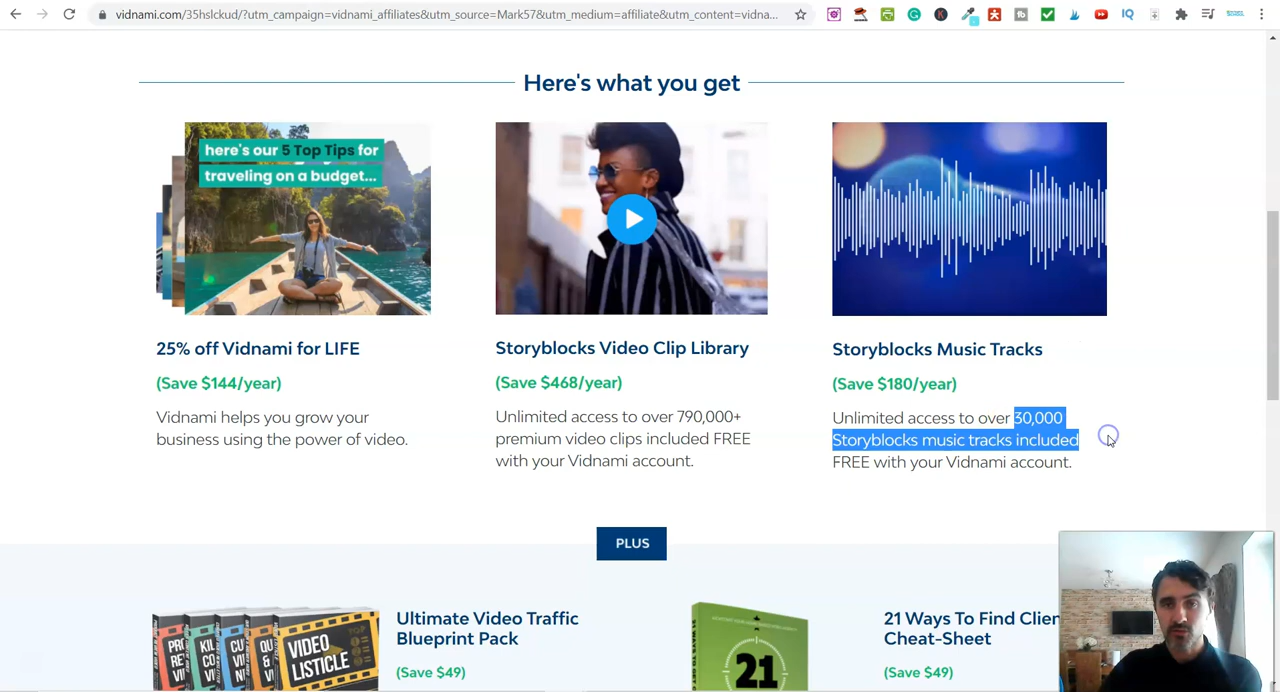 vidnami.com/35hslckud/?utm_campaign=vidnami_affiliates&utm_source=Mark57&utm_medium=affiliate&utm_content=vidna...
Here's what you get
here's our 5 Top Tips for
traveling on a budget...
25% off Vidnami for LIFE
(Save $144/year)
Vidnami helps you grow your
business using the power of video.
Storyblocks Video Clip Library
(Save $468/year)
Unlimited access to over 790,000+
premium video clips included FREE
with your Vidnami account.
Storyblocks Music Tracks
(Save $180/year)
Unlimited access to over 30,000
Storyblocks music tracks included
FREE with your Vidnami account.
PLUS
VIDEO
LISTICLE
Ultimate Video Traffic
Blueprint Pack
(Save $49)
21
21 Ways To Find Clien
Cheat-Sheet
(Save $49)